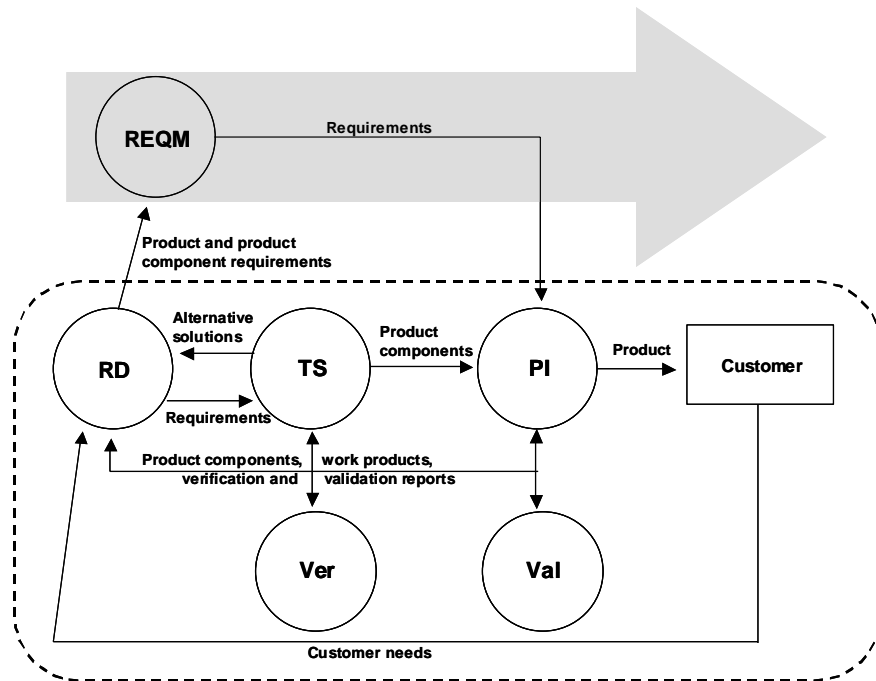 REQM
Requirements
Product and product
component requirements
Alternative
solutions
Product
components
RD
TS
PI
Product
Customer
Requirements
Product components, work products,
verification and validation reports
Ver
Val
Customer needs